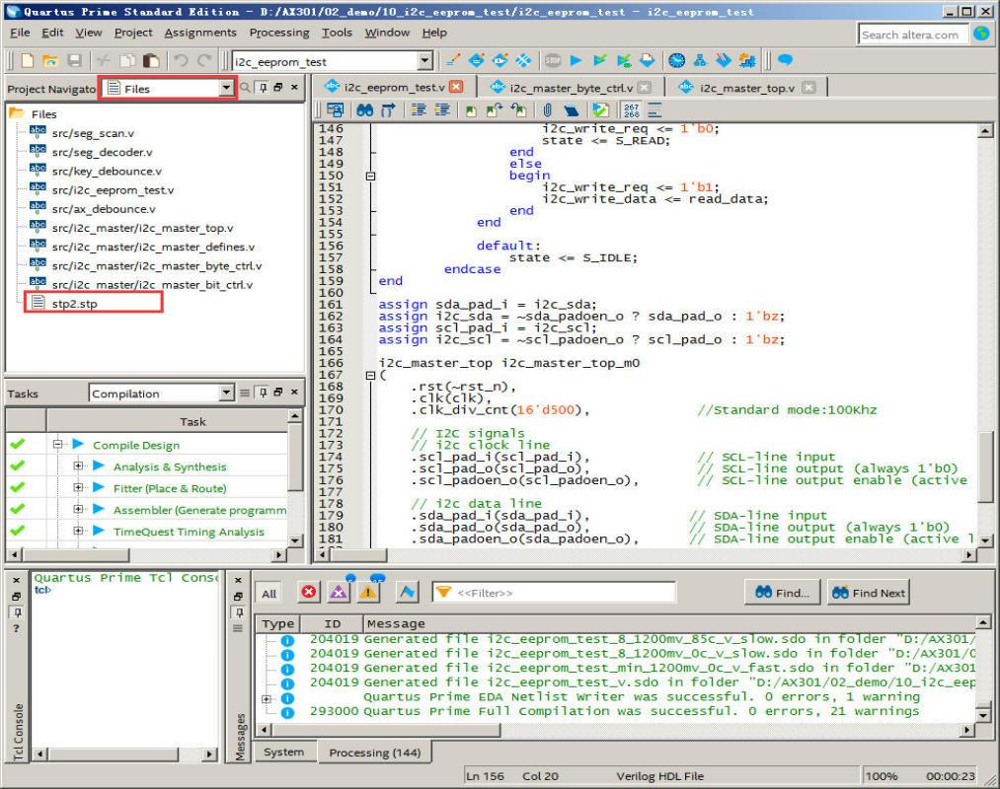 Quartus Prime Standard Edition - D:/AX301/02_demo/10_i2c_eeprom_test/i2c_eeprom_test - i2c_eeprom_test
File Edit View Project Assignments Processing Tools Window Help
Search altera.com
i2c_eeprom_test
Project Navigato Files
Files
src/seg_scan.v
src/seg_decoder.v
src/key_debounce.v
src/i2c_eeprom_test.v
src/ax_debounce.v
src/i2c_master/i2c_master_top.v
src/i2c_master/i2c_master_defines.v
src/i2c_master/i2c_master_byte_ctrl.v
src/i2c_master/i2c_master_bit_ctrl.v
stp2.stp
Tasks Compilation
Task
Compile Design
Analysis & Synthesis
Fitter (Place & Route)
Assembler (Generate programm
TimeQuest Timing Analysis
i2c_eeprom_test.v i2c_master_byte_ctrl.v i2c_master_top.v
267
268
146 i2c_write_req <= 1'b0;
147 state <= S_READ;
148 end
149 else
150 begin
151 i2c_write_req <= 1'b1;
152 i2c_write_data <= read_data;
153 end
154 end
155
156 default:
157 state <= S_IDLE;
158 endcase
159 end
160
161 assign sda_pad_i = i2c_sda;
162 assign i2c_sda = ~sda_padoen_o ? sda_pad_o : 1'bz;
163 assign scl_pad_i = i2c_scl;
164 assign i2c_scl = ~scl_padoen_o ? scl_pad_o : 1'bz;
165
166 i2c_master_top i2c_master_top_m0
167 (
168 .rst(~rst_n),
169 .clk(clk),
170 .clk_div_cnt(16'd500), //Standard mode:100Khz
171
172 // I2C signals
173 // i2c clock line
174 .scl_pad_i(scl_pad_i), // SCL-line input
175 .scl_pad_o(scl_pad_o), // SCL-line output (always 1'b0)
176 .scl_padoen_o(scl_padoen_o), // SCL-line output enable (active
177
178 // i2c data line
179 .sda_pad_i(sda_pad_i), // SDA-line input
180 .sda_pad_o(sda_pad_o), // SDA-line output (always 1'b0)
181 .sda_padoen_o(sda_padoen_o), // SDA-line output enable (active l
Quartus Prime Tcl Cons
tcl>
Tcl Console
Messages
All <<Filter>> Find... Find Next
Type ID Message
204019 Generated file i2c_eeprom_test_8_1200mv_85c_v_slow.sdo in folder "D:/AX301/
204019 Generated file i2c_eeprom_test_8_1200mv_0c_v_slow.sdo in folder "D:/AX301/0
204019 Generated file i2c_eeprom_test_min_1200mv_0c_v_fast.sdo in folder "D:/AX301
204019 Generated file i2c_eeprom_test_v.sdo in folder "D:/AX301/02_demo/10_i2c_eep
Quartus Prime EDA Netlist Writer was successful. 0 errors, 1 warning
293000 Quartus Prime Full Compilation was successful. 0 errors, 21 warnings
System Processing (144)
Ln 156 Col 20 Verilog HDL File 100% 00:00:23